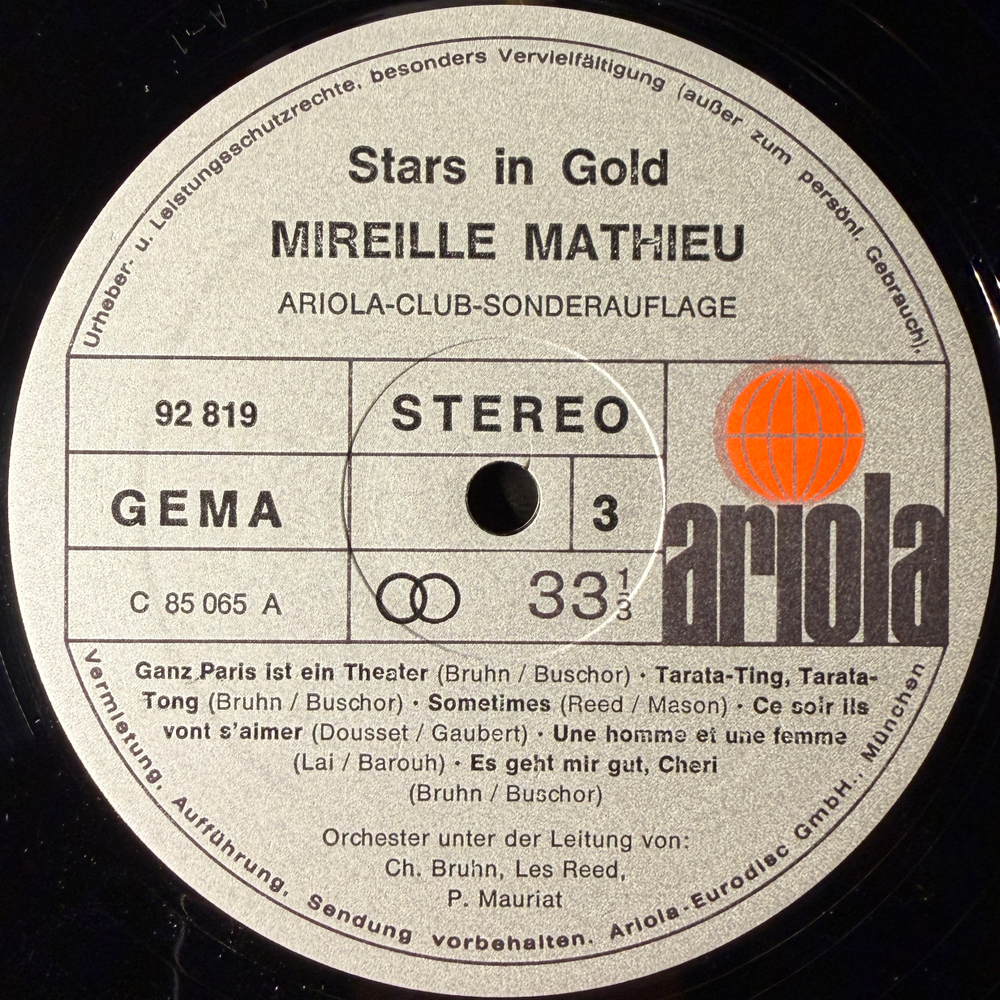 Urheber- u. Leistungsschutzrechte, besonders Vervielfältigung (außer zum persönl. Gebrauch),
Stars in Gold
MIREILLE MATHIEU
ARIOLA-CLUB-SONDERAUFLAGE
92 819
STEREO
GEMA
3
ariola
C 85 065 A
33 1/3
Ganz Paris ist ein Theater (Bruhn / Buschor) · Tarata-Ting, Tarata-
Tong (Bruhn / Buschor) · Sometimes (Reed / Mason) · Ce soir ils
vont s'aimer (Dousset / Gaubert) · Une homme et une femme
(Lai / Barouh) · Es geht mir gut, Cheri
(Bruhn / Buschor)
Orchester unter der Leitung von:
Ch. Bruhn, Les Reed,
P. Mauriat
Vermietung, Aufführung, Sendung vorbehalten. Ariola-Eurodisc GmbH., München